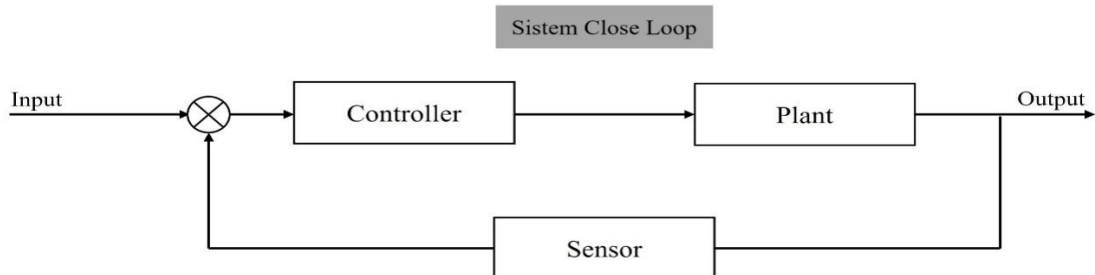 Sistem Close Loop
Input
Controller
Plant
Output
Sensor